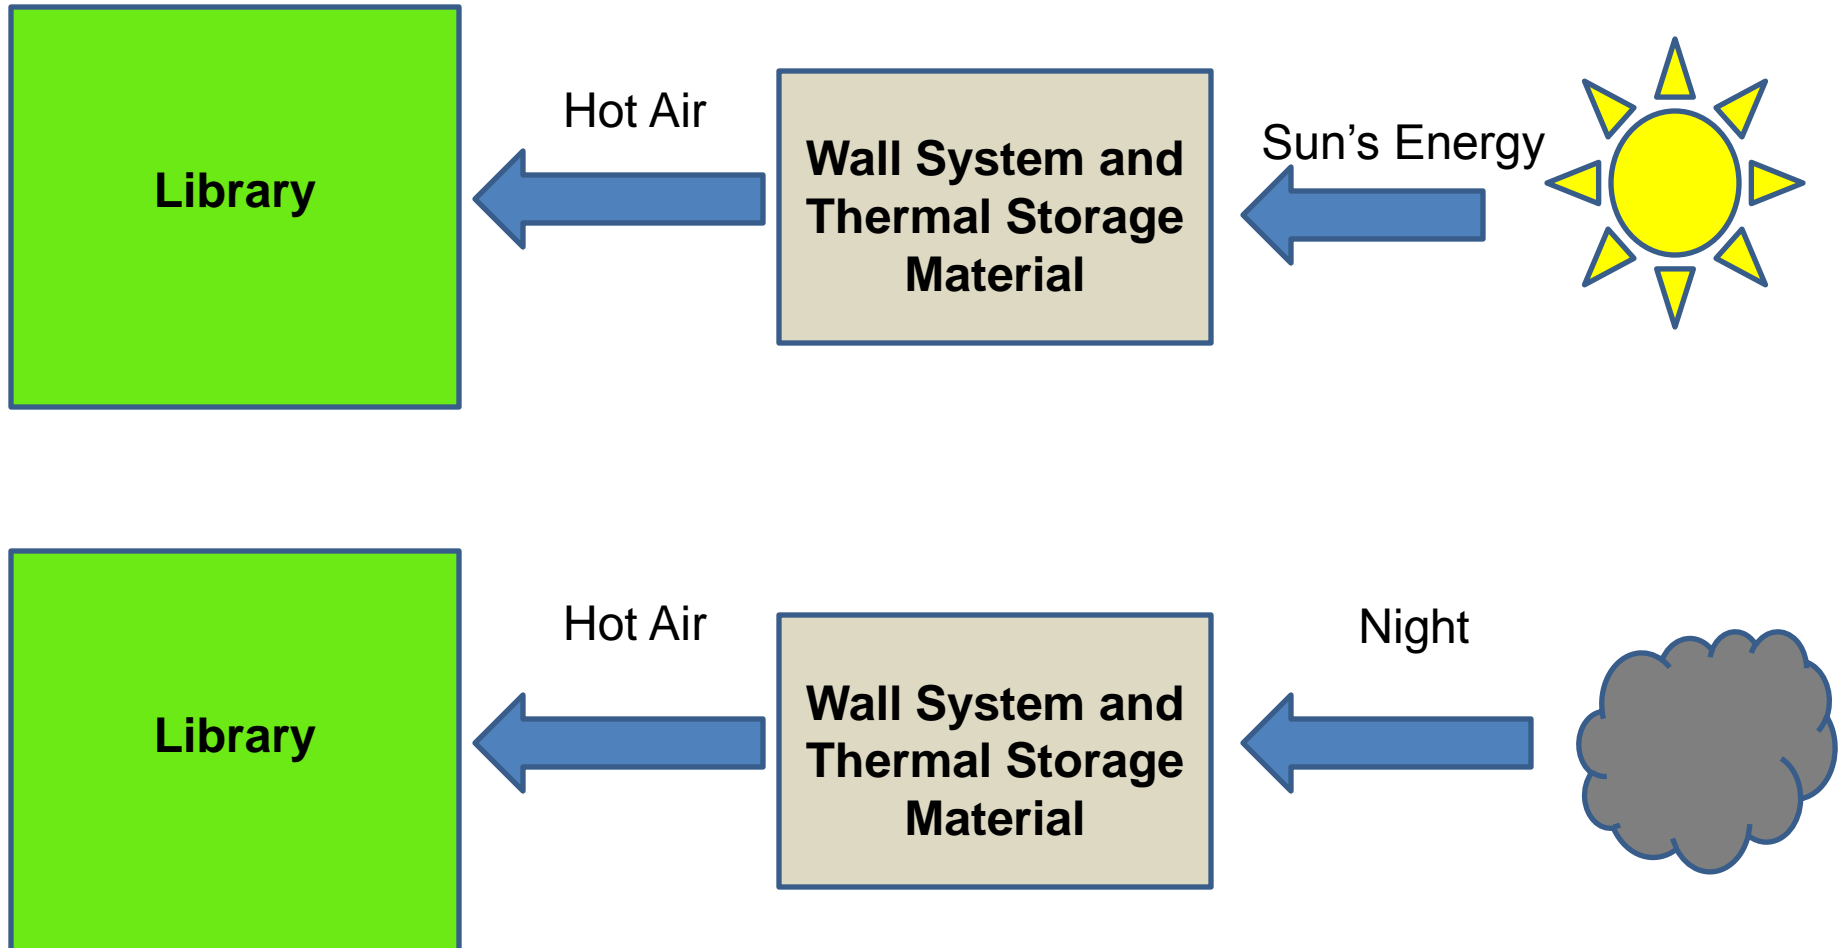 Hot Air
Sun’s Energy
Library
Wall System and
Thermal Storage
Material
Hot Air
Night
Library
Wall System and
Thermal Storage
Material